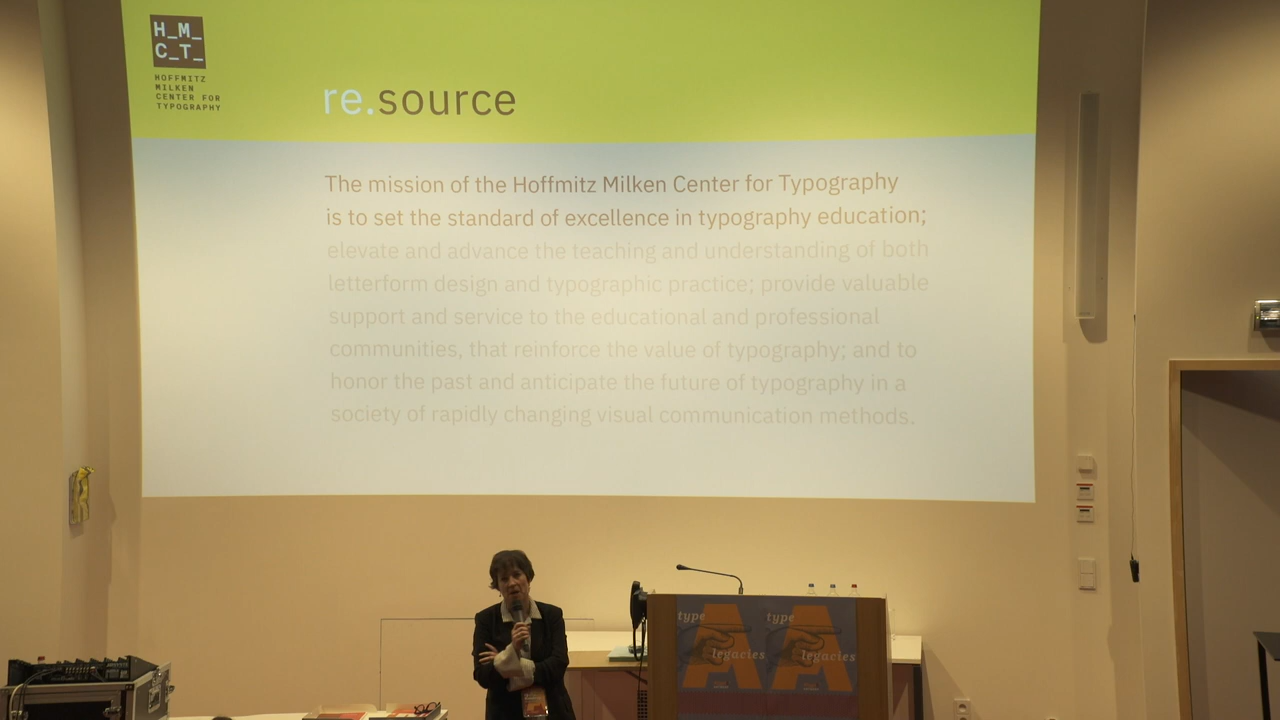 H_M_
C_T_
HOFFMITZ
MILKEN
CENTER FOR
TYPOGRAPHY
re.source
The mission of the Hoffmitz Milken Center for Typography
is to set the standard of excellence in typography education;
elevate and advance the teaching and understanding of both
letterform design and typographic practice; provide valuable
support and service to the educational and professional
communities, that reinforce the value of typography; and to
honor the past and anticipate the future of typography in a
society of rapidly changing visual communication methods.
type
legacies
type
legacies